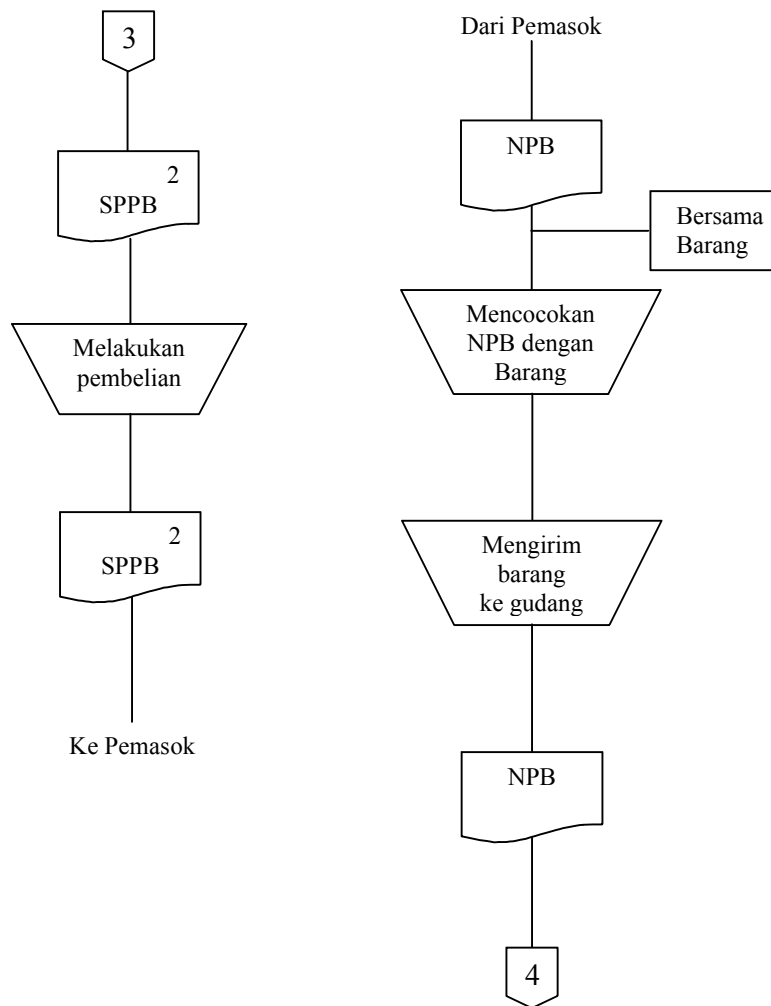 3
2
SPPB
Melakukan
pembelian
2
SPPB
Ke Pemasok
Dari Pemasok
NPB
Bersama
Barang
Mencocokan
NPB dengan
Barang
Mengirim
barang
ke gudang
NPB
4